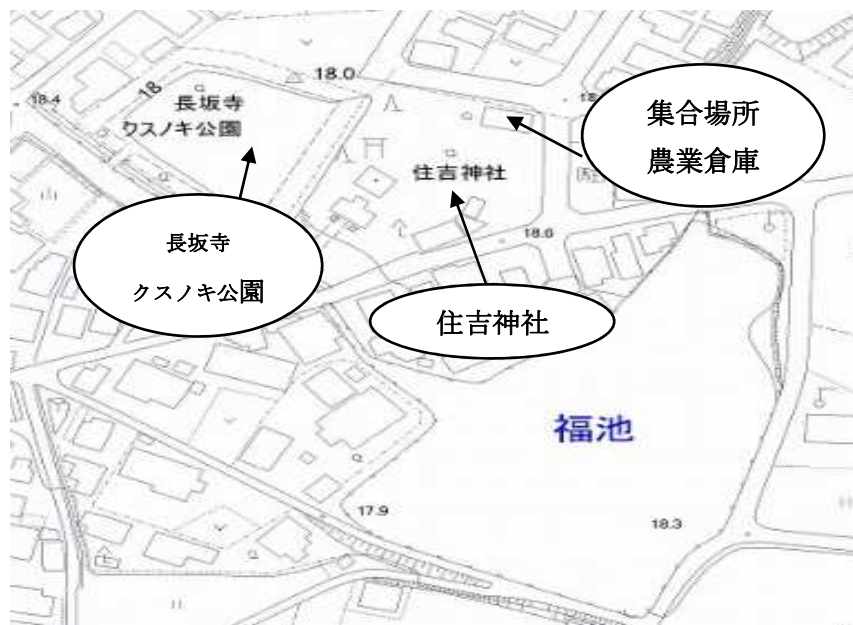 18.0
18.4
18
長坂寺
クスノキ公園
集合場所
農業倉庫
住吉神社
長坂寺
クスノキ公園
18.6
住吉神社
福池
17.9
18.3